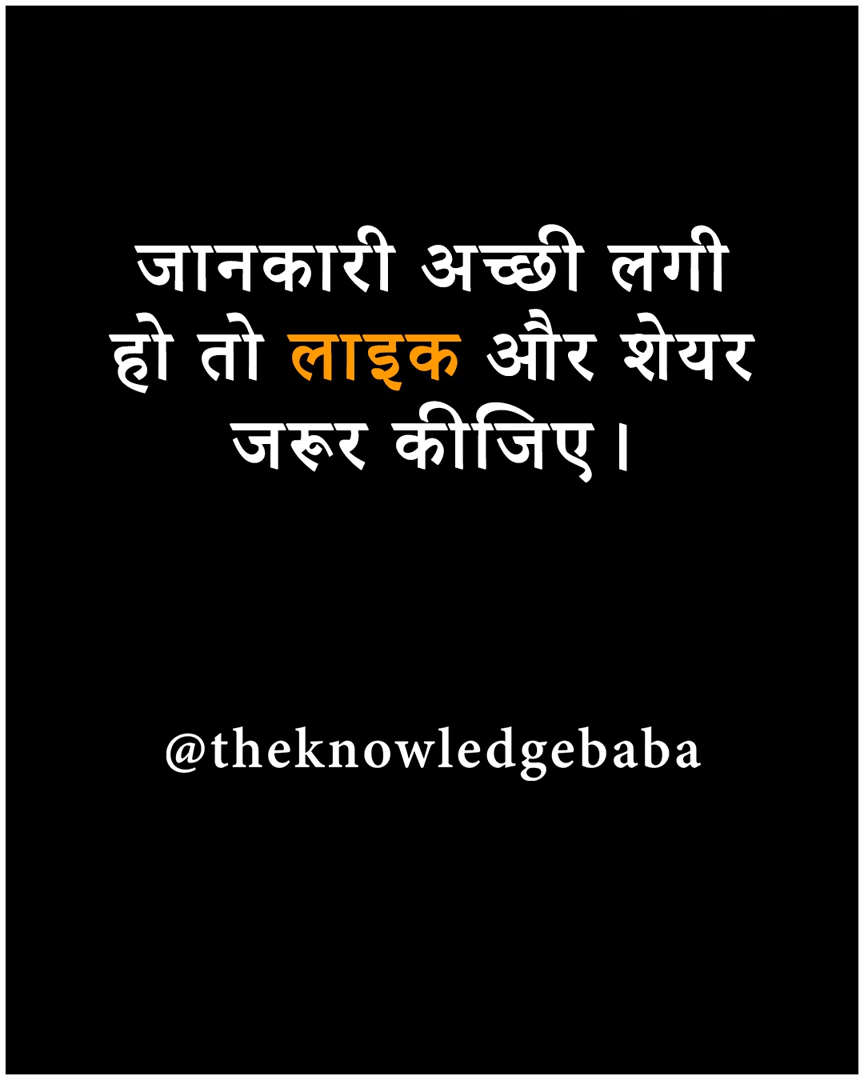 जानकारी अच्छी लगी
हो तो लाइक और शेयर
जरूर कीजिए।
@theknowledgebaba